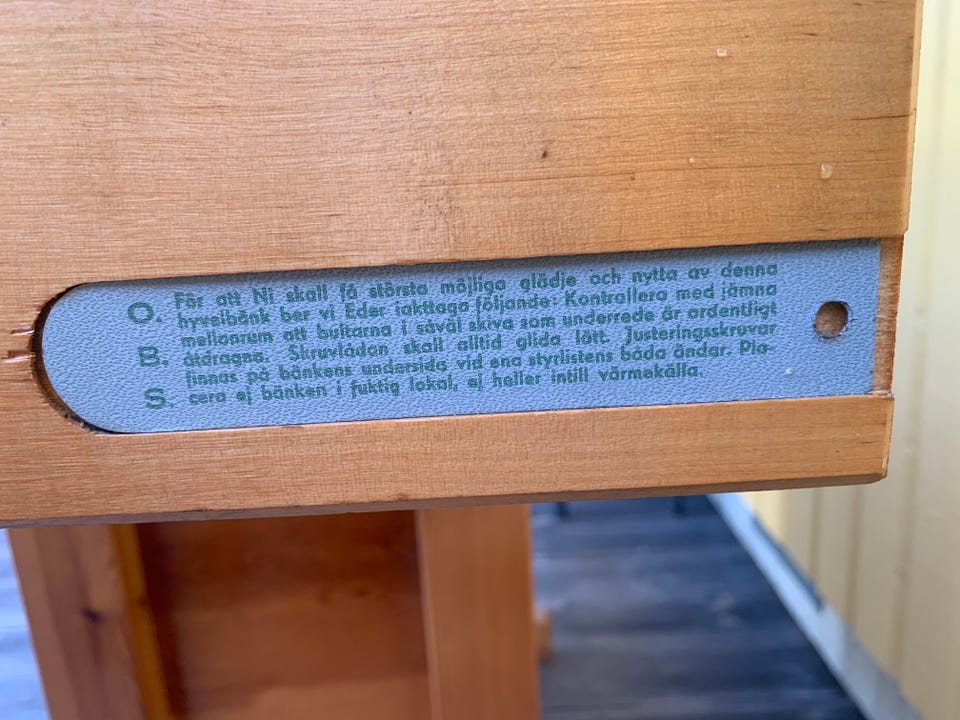 O. För att Ni skall få största möjliga glädje och nytta av denna
hyvelbänk ber vi Eder iakttaga följande: Kontrollera med jämna
mellanrum att bultarna i såväl skiva som underrede är ordentligt
B. åtdragna. Skruvlådan skall alltid glida lätt. Justeringsskruvar
finnas på bänkens undersida vid ena styrlistens båda ändar. Pla-
S. cera ej bänken i fuktig lokal, ej heller intill värmekälla.